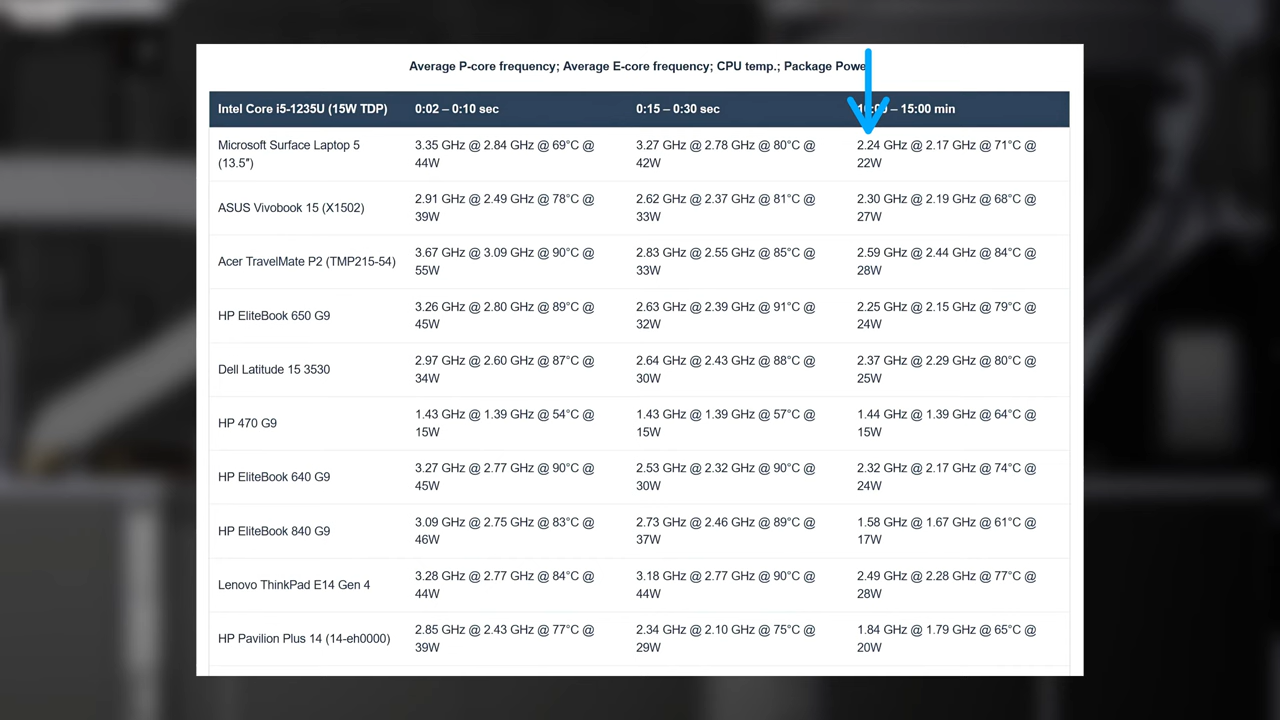 Average P-core frequency; Average E-core frequency; CPU temp.; Package Powe
Intel Core i5-1235U (15W TDP) 0:02 – 0:10 sec 0:15 – 0:30 sec – 15:00 min
Microsoft Surface Laptop 5 (13.5″) 3.35 GHz @ 2.84 GHz @ 69°C @ 44W 3.27 GHz @ 2.78 GHz @ 80°C @ 42W 2.24 GHz @ 2.17 GHz @ 71°C @ 22W
ASUS Vivobook 15 (X1502) 2.91 GHz @ 2.49 GHz @ 78°C @ 39W 2.62 GHz @ 2.37 GHz @ 81°C @ 33W 2.30 GHz @ 2.19 GHz @ 68°C @ 27W
Acer TravelMate P2 (TMP215-54) 3.67 GHz @ 3.09 GHz @ 90°C @ 55W 2.83 GHz @ 2.55 GHz @ 85°C @ 33W 2.59 GHz @ 2.44 GHz @ 84°C @ 28W
HP EliteBook 650 G9 3.26 GHz @ 2.80 GHz @ 89°C @ 45W 2.63 GHz @ 2.39 GHz @ 91°C @ 32W 2.25 GHz @ 2.15 GHz @ 79°C @ 24W
Dell Latitude 15 3530 2.97 GHz @ 2.60 GHz @ 87°C @ 34W 2.64 GHz @ 2.43 GHz @ 88°C @ 30W 2.37 GHz @ 2.29 GHz @ 80°C @ 25W
HP 470 G9 1.43 GHz @ 1.39 GHz @ 54°C @ 15W 1.43 GHz @ 1.39 GHz @ 57°C @ 15W 1.44 GHz @ 1.39 GHz @ 64°C @ 15W
HP EliteBook 640 G9 3.27 GHz @ 2.77 GHz @ 90°C @ 45W 2.53 GHz @ 2.32 GHz @ 90°C @ 30W 2.32 GHz @ 2.17 GHz @ 74°C @ 24W
HP EliteBook 840 G9 3.09 GHz @ 2.75 GHz @ 83°C @ 46W 2.73 GHz @ 2.46 GHz @ 89°C @ 37W 1.58 GHz @ 1.67 GHz @ 61°C @ 17W
Lenovo ThinkPad E14 Gen 4 3.28 GHz @ 2.77 GHz @ 84°C @ 44W 3.18 GHz @ 2.77 GHz @ 90°C @ 44W 2.49 GHz @ 2.28 GHz @ 77°C @ 28W
HP Pavilion Plus 14 (14-eh0000) 2.85 GHz @ 2.43 GHz @ 77°C @ 39W 2.34 GHz @ 2.10 GHz @ 75°C @ 29W 1.84 GHz @ 1.79 GHz @ 65°C @ 20W